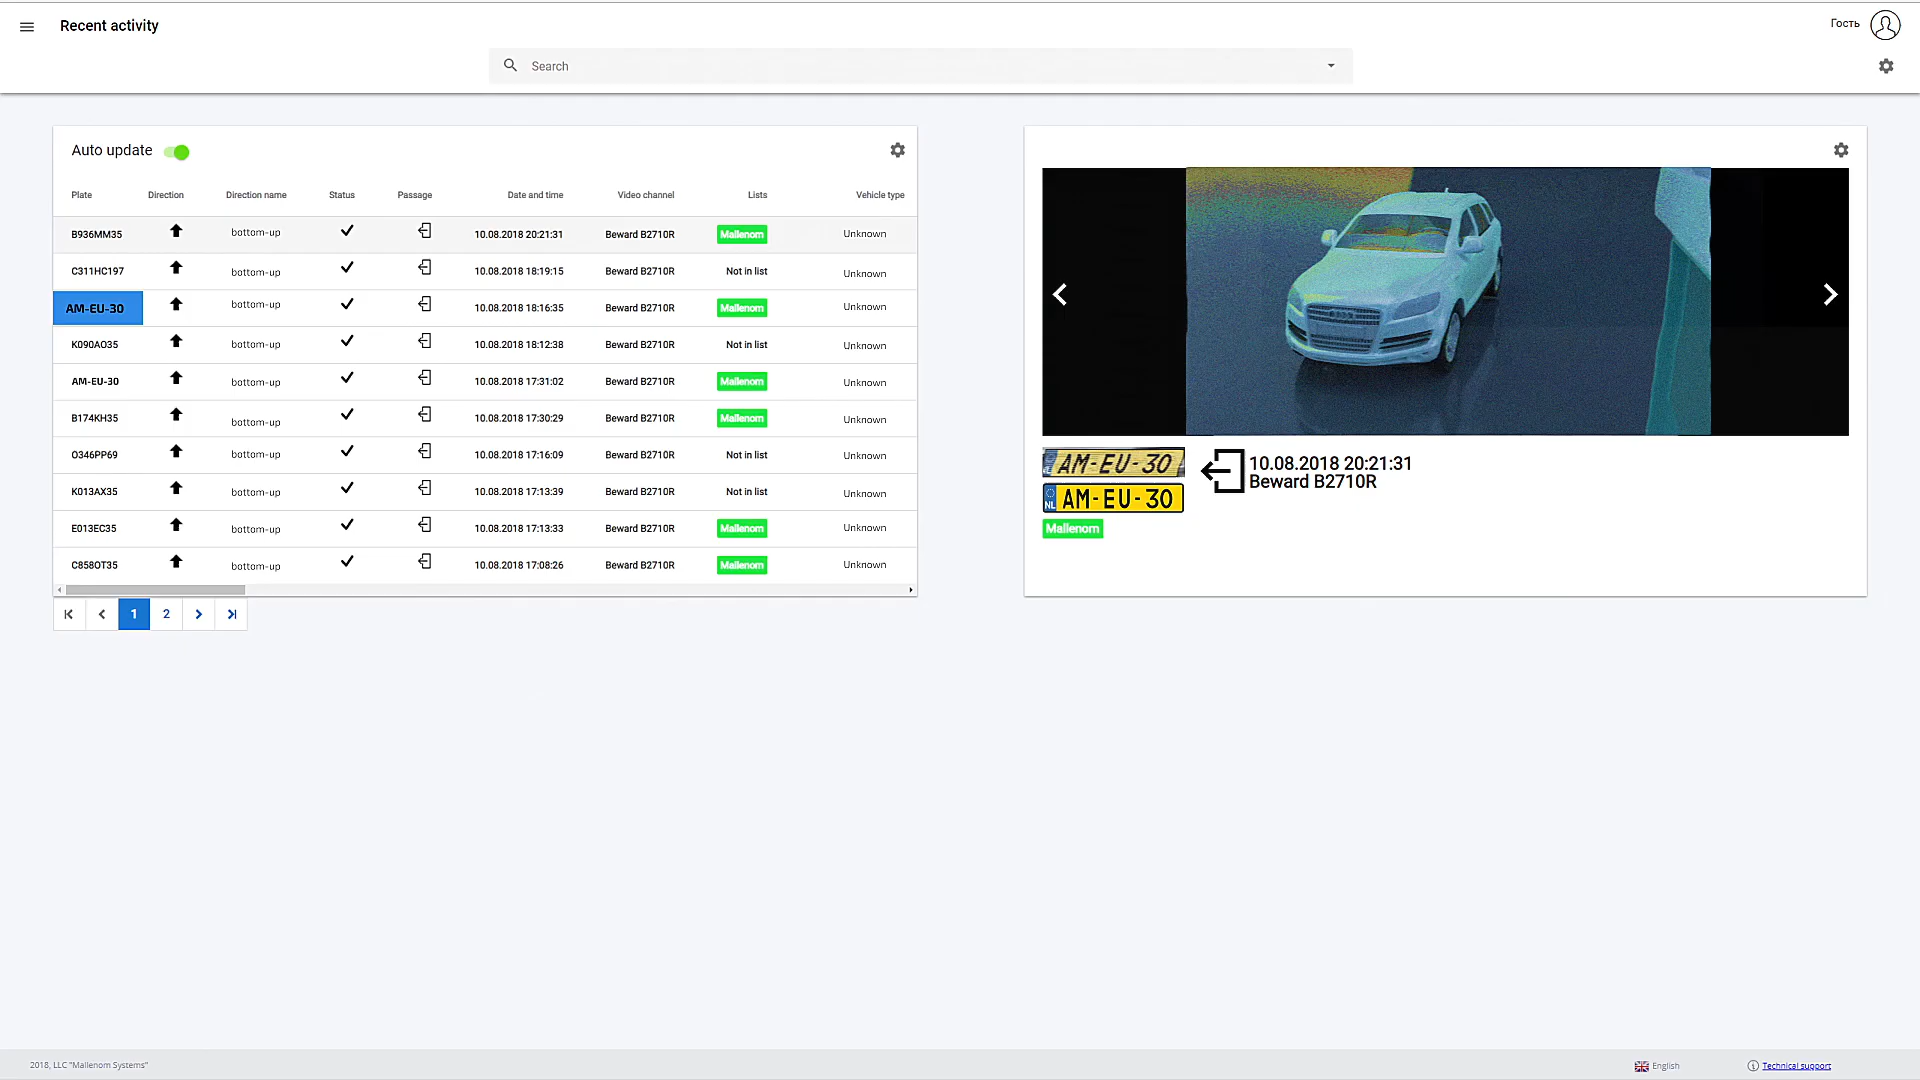 Recent activity
Гость
Search
Auto update
Plate Direction Direction name Status Passage Date and time Video channel Lists Vehicle type
B936MM35 bottom-up 10.08.2018 20:21:31 Beward B2710R Mallenom Unknown
C311HC197 bottom-up 10.08.2018 18:19:15 Beward B2710R Not in list Unknown
AM-EU-30 bottom-up 10.08.2018 18:16:35 Beward B2710R Mallenom Unknown
K090AO35 bottom-up 10.08.2018 18:12:38 Beward B2710R Not in list Unknown
AM-EU-30 bottom-up 10.08.2018 17:31:02 Beward B2710R Mallenom Unknown
B174KH35 bottom-up 10.08.2018 17:30:29 Beward B2710R Mallenom Unknown
O346PP69 bottom-up 10.08.2018 17:16:09 Beward B2710R Not in list Unknown
K013AX35 bottom-up 10.08.2018 17:13:39 Beward B2710R Not in list Unknown
E013EC35 bottom-up 10.08.2018 17:13:33 Beward B2710R Mallenom Unknown
C858OT35 bottom-up 10.08.2018 17:08:26 Beward B2710R Mallenom Unknown
1 2
AM-EU-30
NL AM-EU-30
Mallenom
10.08.2018 20:21:31
Beward B2710R
2018, LLC "Mallenom Systems"
English
Technical support